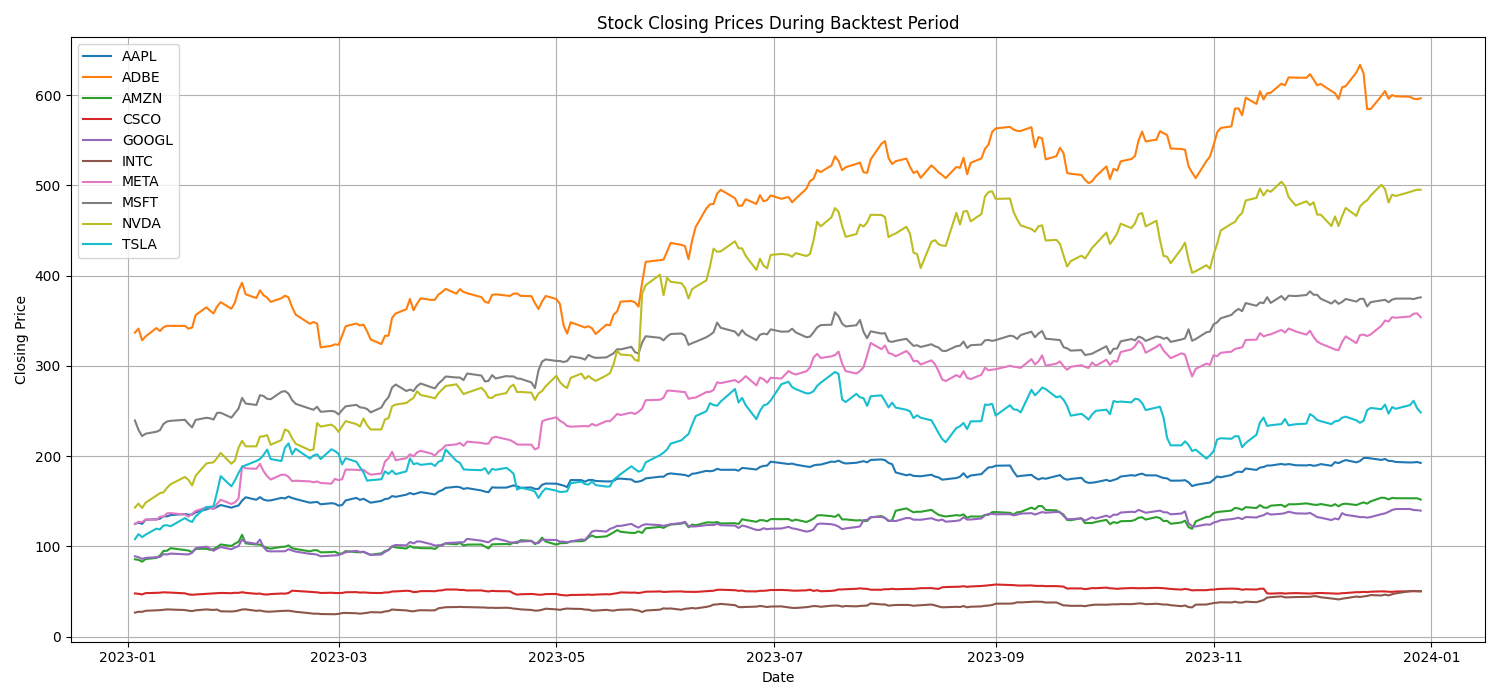 Stock Closing Prices During Backtest Period
AAPL
ADBE
AMZN
CSCO
GOOGL
INTC
META
MSFT
NVDA
TSLA
Closing Price
600
500
400
300
200
100
0
2023-01 2023-03 2023-05 2023-07 2023-09 2023-11 2024-01
Date